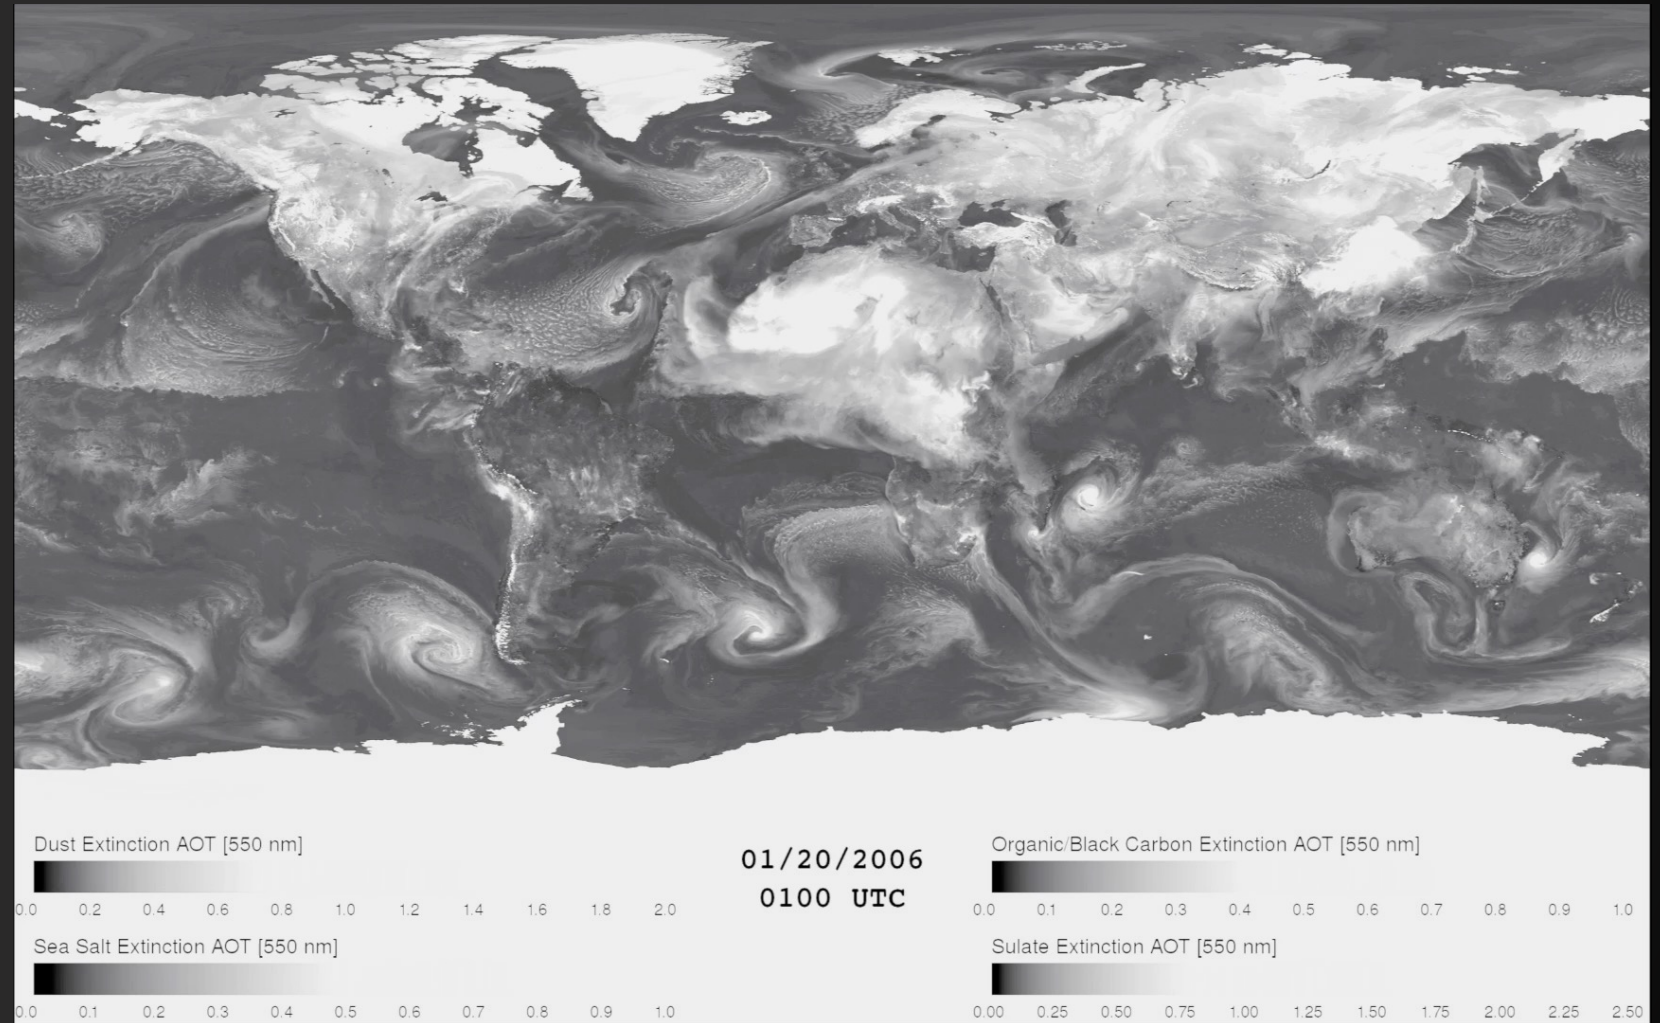 Dust Extinction AOT [550 nm]
0.0 0.2 0.4 0.6 0.8 1.0 1.2 1.4 1.6 1.8 2.0
Sea Salt Extinction AOT [550 nm]
0.0 0.1 0.2 0.3 0.4 0.5 0.6 0.7 0.8 0.9 1.0
01/20/2006
0100 UTC
Organic/Black Carbon Extinction AOT [550 nm]
0.0 0.1 0.2 0.3 0.4 0.5 0.6 0.7 0.8 0.9 1.0
Sulate Extinction AOT [550 nm]
0.00 0.25 0.50 0.75 1.00 1.25 1.50 1.75 2.00 2.25 2.50